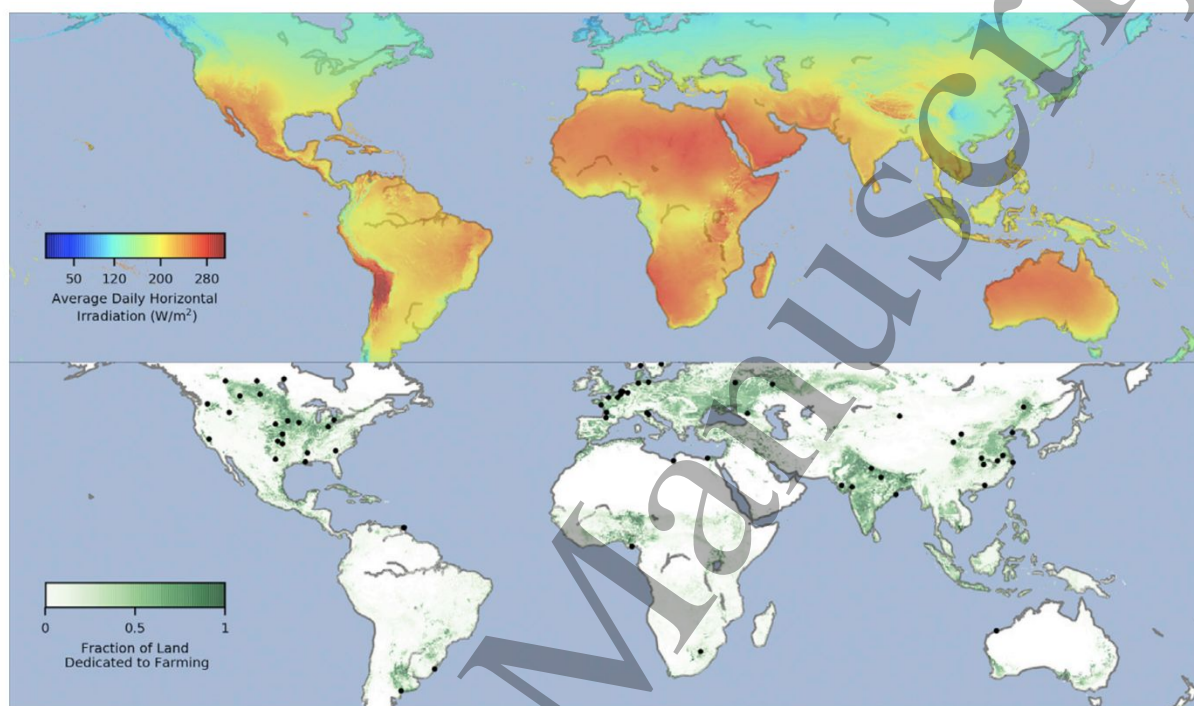 50 120 200 280
Average Daily Horizontal
Irradiation (W/m²)
0 0.5 1
Fraction of Land
Dedicated to Farming
Manuscri